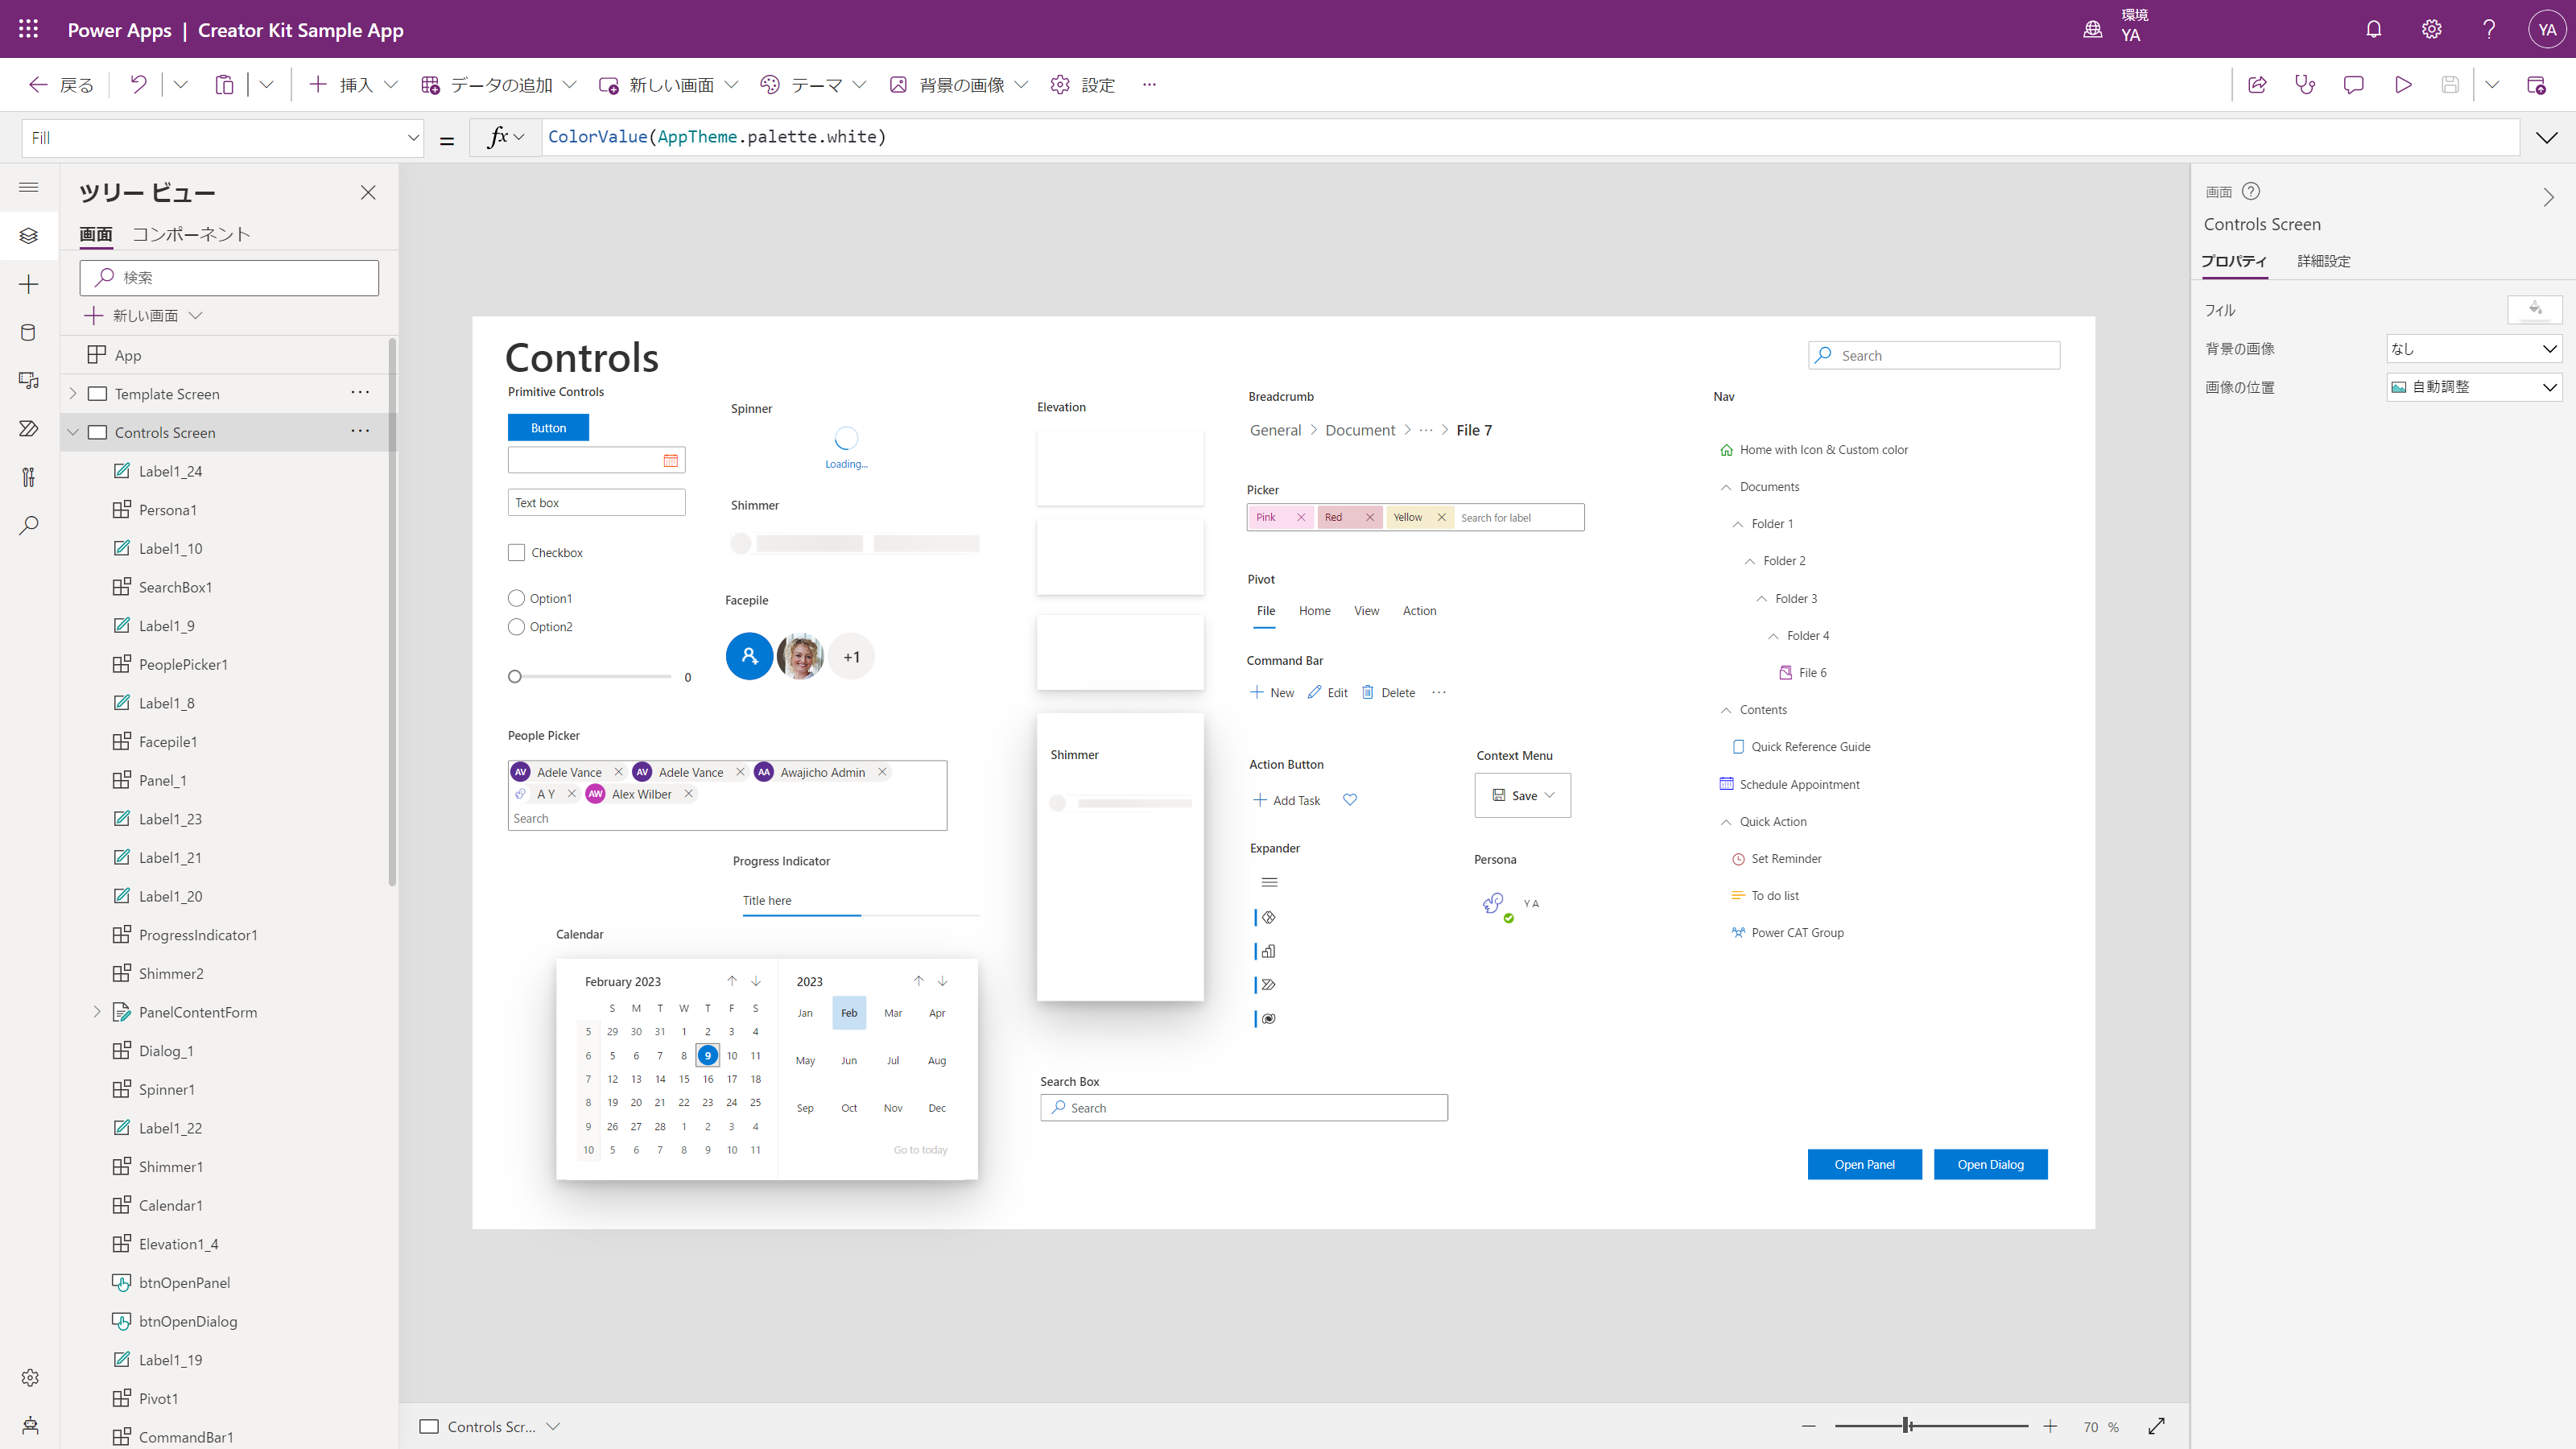 Power Apps | Creator Kit Sample App
環境
YA
YA
戻る
挿入
データの追加
新しい画面
テーマ
背景の画像
設定
Fill
=
fx
ColorValue(AppTheme.palette.white)
ツリー ビュー
画面
コンポーネント
検索
新しい画面
App
Template Screen
Controls Screen
Label1_24
Persona1
Label1_10
SearchBox1
Label1_9
PeoplePicker1
Label1_8
Facepile1
Panel_1
Label1_23
Label1_21
Label1_20
ProgressIndicator1
Shimmer2
PanelContentForm
Dialog_1
Spinner1
Label1_22
Shimmer1
Calendar1
Elevation1_4
btnOpenPanel
btnOpenDialog
Label1_19
Pivot1
CommandBar1
Controls
Search
Primitive Controls
Button
Text box
Checkbox
Option1
Option2
0
Spinner
Loading...
Shimmer
Facepile
+1
People Picker
AV Adele Vance AV Adele Vance AA Awajicho Admin
A Y AW Alex Wilber
Search
Progress Indicator
Title here
Calendar
February 2023
S M T W T F S
5 29 30 31 1 2 3 4
6 5 6 7 8 9 10 11
7 12 13 14 15 16 17 18
8 19 20 21 22 23 24 25
9 26 27 28 1 2 3 4
10 5 6 7 8 9 10 11
2023
Jan Feb Mar Apr
May Jun Jul Aug
Sep Oct Nov Dec
Go to today
Elevation
Shimmer
Breadcrumb
General Document ... File 7
Picker
Pink Red Yellow Search for label
Pivot
File Home View Action
Command Bar
New Edit Delete
Action Button
Add Task
Context Menu
Save
Expander
Persona
Y A
Search Box
Search
Nav
Home with Icon & Custom color
Documents
Folder 1
Folder 2
Folder 3
Folder 4
File 6
Contents
Quick Reference Guide
Schedule Appointment
Quick Action
Set Reminder
To do list
Power CAT Group
Open Panel
Open Dialog
Controls Scr...
70 %
画面
Controls Screen
プロパティ
詳細設定
フィル
背景の画像
なし
画像の位置
自動調整